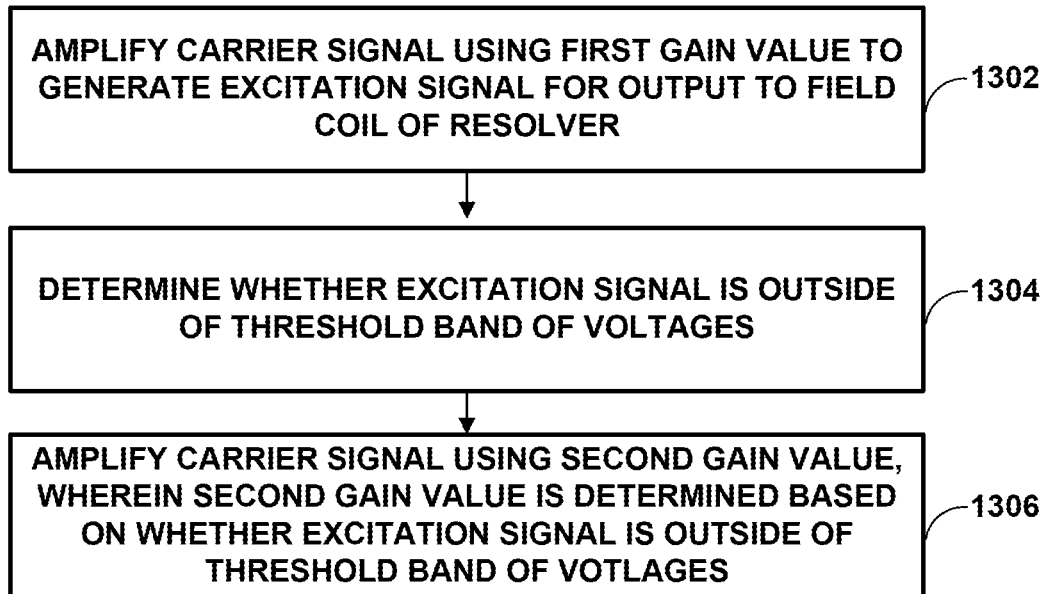 AMPLIFY CARRIER SIGNAL USING FIRST GAIN VALUE TO
GENERATE EXCITATION SIGNAL FOR OUTPUT TO FIELD
COIL OF RESOLVER
1302
DETERMINE WHETHER EXCITATION SIGNAL IS OUTSIDE
OF THRESHOLD BAND OF VOLTAGES
1304
AMPLIFY CARRIER SIGNAL USING SECOND GAIN VALUE,
WHEREIN SECOND GAIN VALUE IS DETERMINED BASED
ON WHETHER EXCITATION SIGNAL IS OUTSIDE OF
THRESHOLD BAND OF VOTLAGES
1306